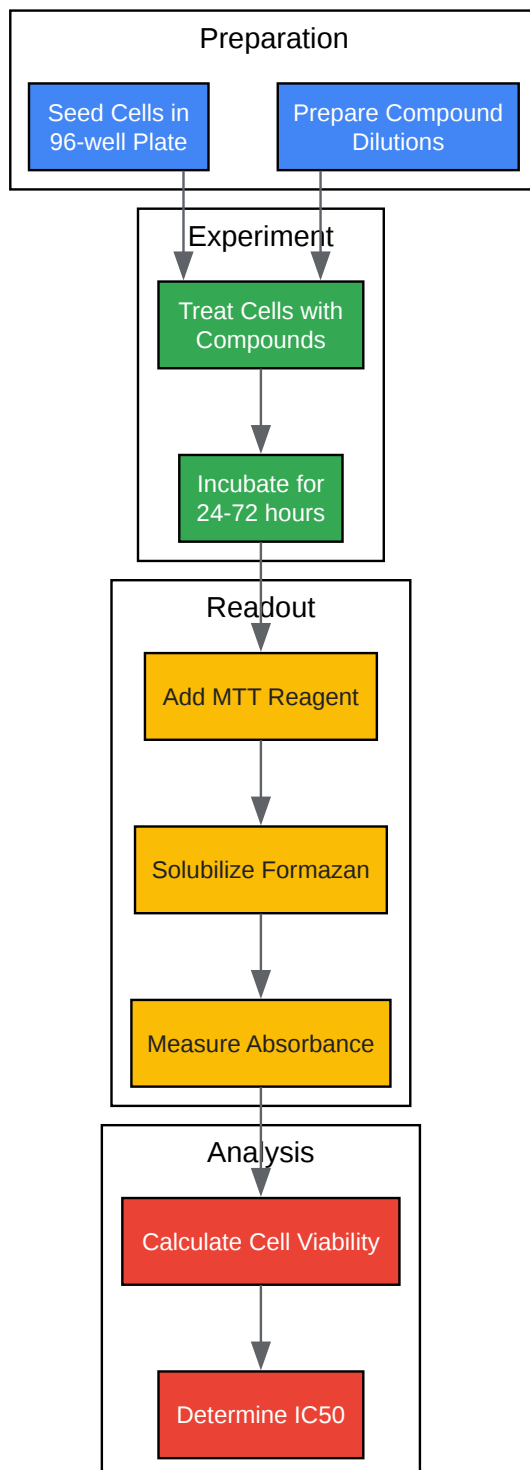 Preparation
Seed Cells in
96-well Plate
Prepare Compound
Dilutions
Experiment
Treat Cells with
Compounds
Incubate for
24-72 hours
Readout
Add MTT Reagent
Solubilize Formazan
Measure Absorbance
Analysis
Calculate Cell Viability
Determine IC50